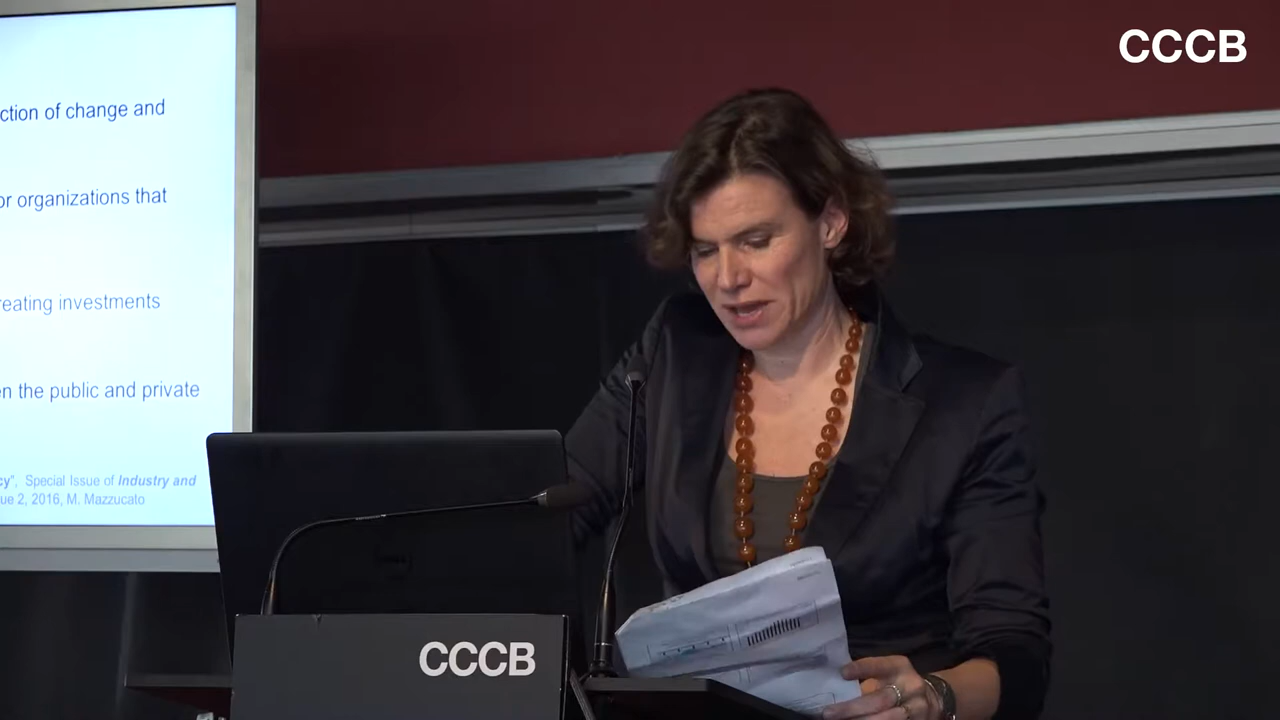 CCCB
ction of change and
or organizations that
reating investments
en the public and private
cy", Special Issue of Industry and
ue 2, 2016, M. Mazzucato
CCCB